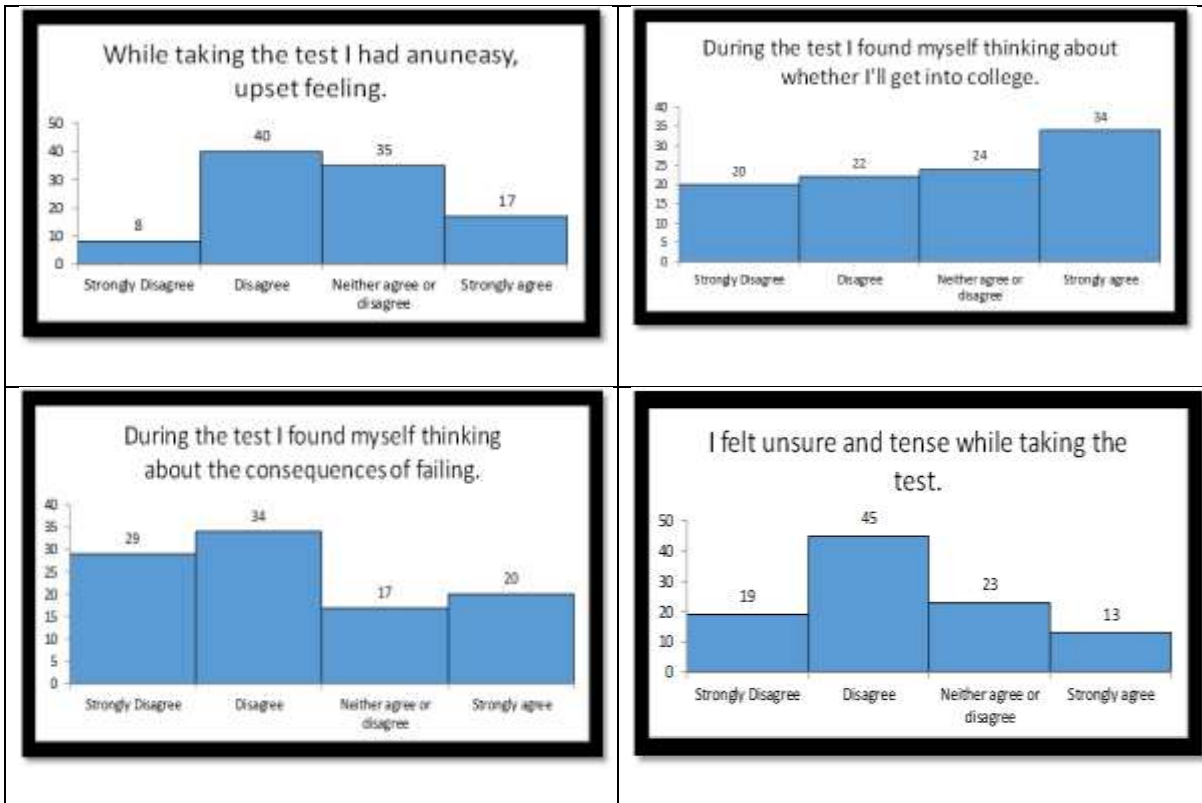 While taking the test I had anuneasy,
upset feeling.
50
40
30
20
10
0
8
40
35
17
Strongly Disagree
Disagree
Neither agree or
disagree
Strongly agree
During the test I found myself thinking about
whether I'll get into college.
40
35
30
25
20
15
10
5
0
20
22
24
34
Strongly Disagree
Disagree
Neither agree or
disagree
Strongly agree
During the test I found myself thinking
about the consequences of failing.
40
35
30
25
20
15
10
5
0
29
34
17
20
Strongly Disagree
Disagree
Neither agree or
disagree
Strongly agree
I felt unsure and tense while taking the
test.
50
40
30
20
10
0
19
45
23
13
Strongly Disagree
Disagree
Neither agree or
disagree
Strongly agree